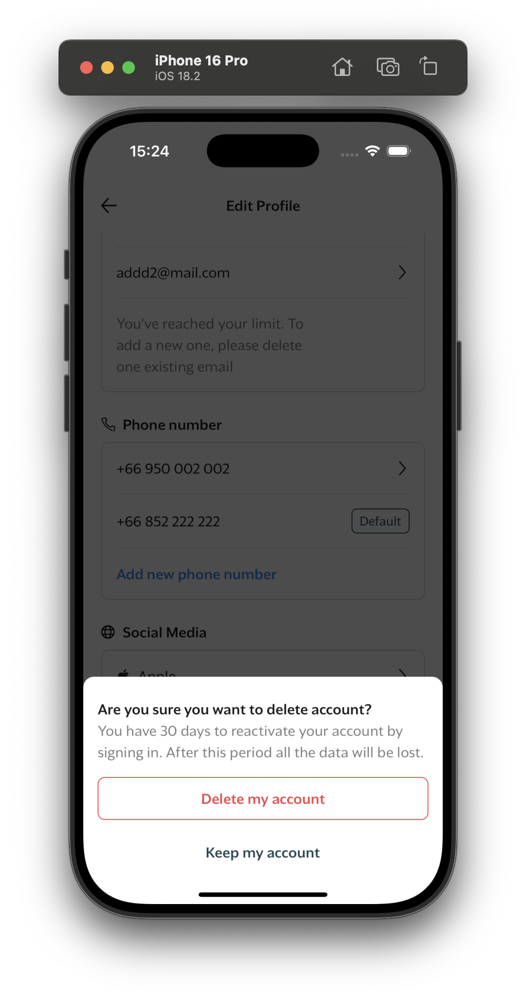 iPhone 16 Pro
iOS 18.2
15:24
Edit Profile
addd2@mail.com
You've reached your limit. To
add a new one, please delete
one existing email
Phone number
+66 950 002 002
+66 852 222 222
Default
Add new phone number
Social Media
Apple
Are you sure you want to delete account?
You have 30 days to reactivate your account by
signing in. After this period all the data will be lost.
Delete my account
Keep my account